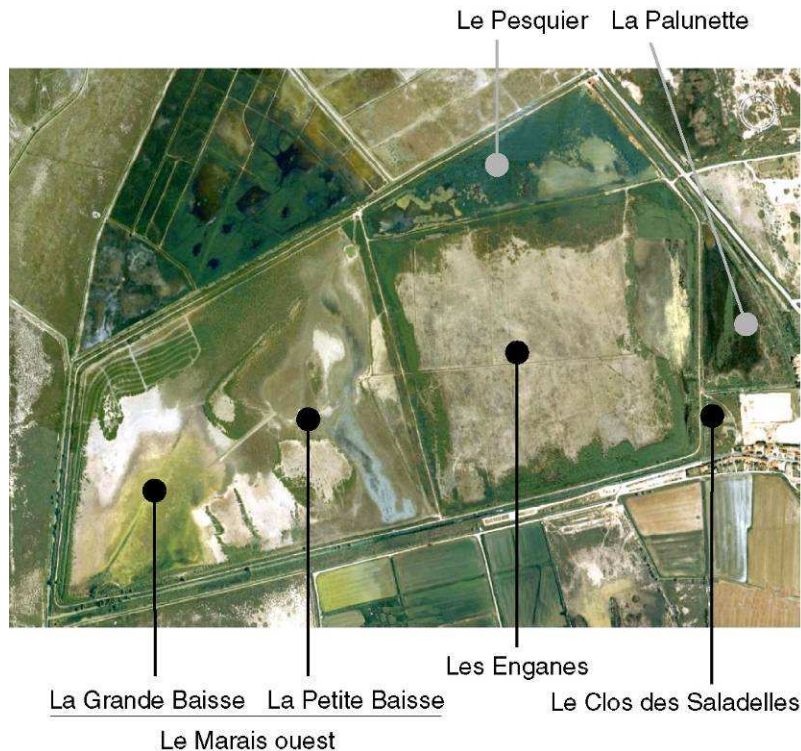 Le Pesquier La Palunette
Les Enganes
La Grande Baisse La Petite Baisse Le Clos des Saladelles
Le Marais ouest